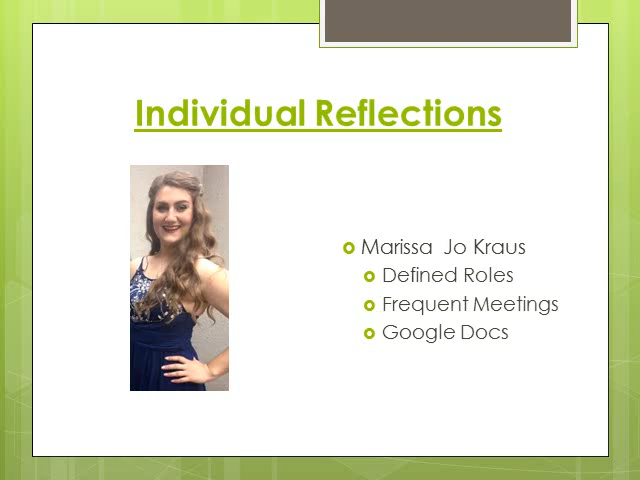 Individual Reflections
Marissa Jo Kraus
Defined Roles
Frequent Meetings
Google Docs